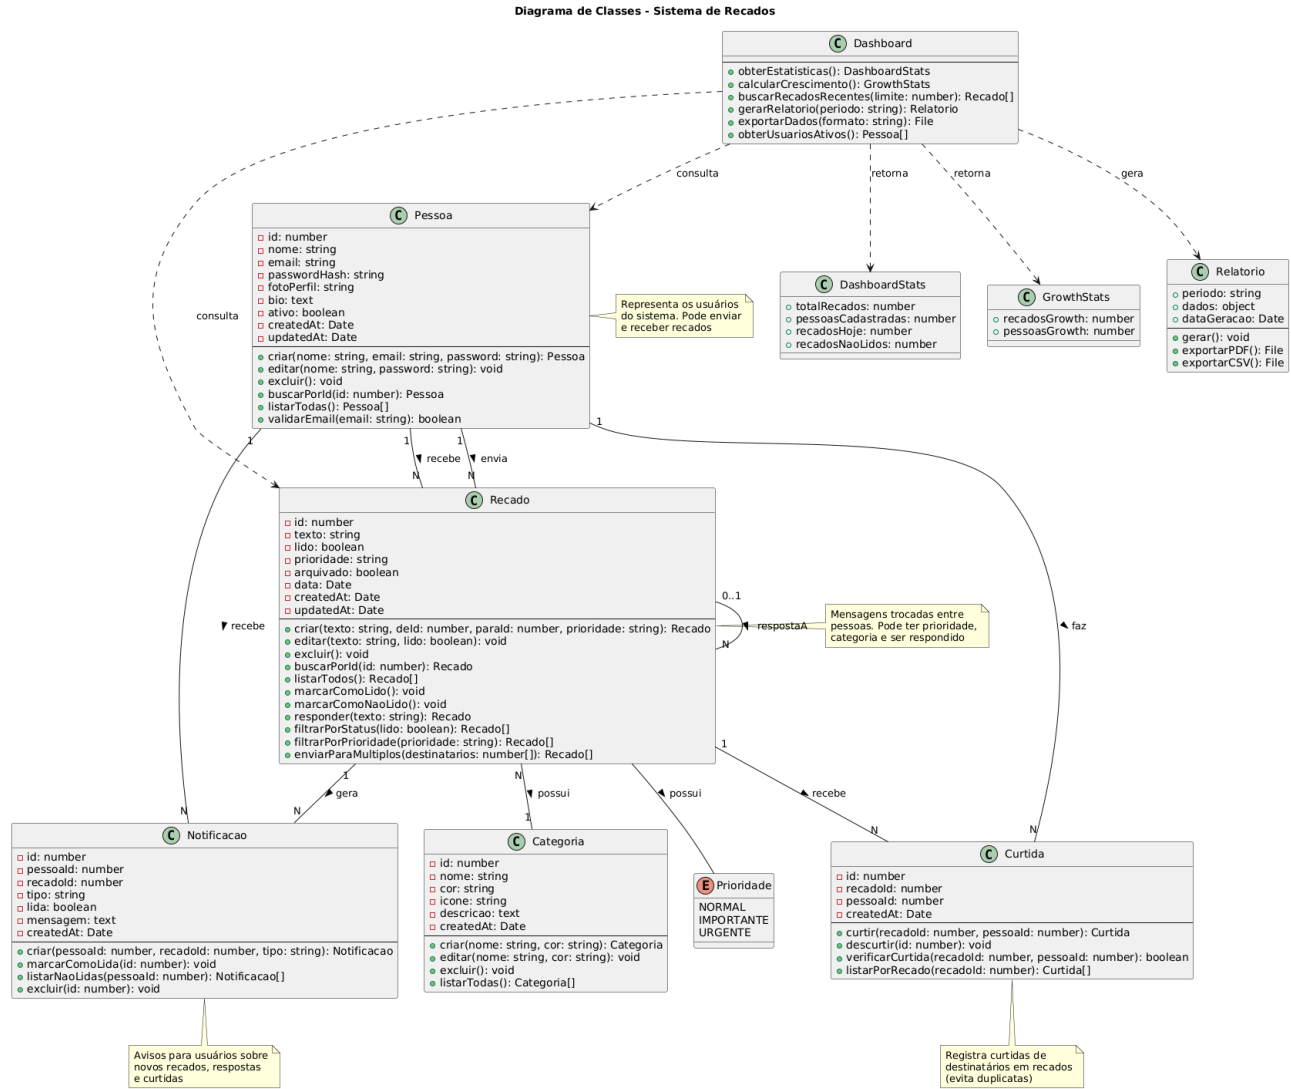 Diagrama de Classes - Sistema de Recados
C Dashboard
obterEstatisticas(): DashboardStats
calcularCrescimento(): GrowthStats
buscarRecadosRecentes(limite: number): Recado[]
gerarRelatorio(periodo: string): Relatorio
exportarDados(formato: string): File
obterUsuariosAtivos(): Pessoa[]
consulta
retorna
retorna
gera
consulta
C Pessoa
id: number
nome: string
email: string
passwordHash: string
fotoPerfil: string
bio: text
ativo: boolean
createdAt: Date
updatedAt: Date
criar(nome: string, email: string, password: string): Pessoa
editar(nome: string, password: string): void
excluir(): void
buscarPorId(id: number): Pessoa
listarTodas(): Pessoa[]
validarEmail(email: string): boolean
Representa os usuários
do sistema. Pode enviar
e receber recados
C DashboardStats
totalRecados: number
pessoasCadastradas: number
recadosHoje: number
recadosNaoLidos: number
C GrowthStats
recadosGrowth: number
pessoasGrowth: number
C Relatorio
periodo: string
dados: object
dataGeracao: Date
gerar(): void
exportarPDF(): File
exportarCSV(): File
1
1
1
1
recebe
envia
N
N
C Recado
id: number
texto: string
lido: boolean
prioridade: string
arquivado: boolean
data: Date
createdAt: Date
updatedAt: Date
criar(texto: string, deId: number, paraId: number, prioridade: string): Recado
editar(texto: string, lido: boolean): void
excluir(): void
buscarPorId(id: number): Recado
listarTodos(): Recado[]
marcarComoLido(): void
marcarComoNaoLido(): void
responder(texto: string): Recado
filtrarPorStatus(lido: boolean): Recado[]
filtrarPorPrioridade(prioridade: string): Recado[]
enviarParaMultiplos(destinatarios: number[]): Recado[]
0..1
respostaA
N
Mensagens trocadas entre
pessoas. Pode ter prioridade,
categoria e ser respondido
recebe
faz
1
1
N
gera
possui
possui
recebe
N
N
1
N
N
C Notificacao
id: number
pessoaId: number
recadoId: number
tipo: string
lida: boolean
mensagem: text
createdAt: Date
criar(pessoaId: number, recadoId: number, tipo: string): Notificacao
marcarComoLida(id: number): void
listarNaoLidas(pessoaId: number): Notificacao[]
excluir(id: number): void
C Categoria
id: number
nome: string
cor: string
icone: string
descricao: text
createdAt: Date
criar(nome: string, cor: string): Categoria
editar(nome: string, cor: string): void
excluir(): void
listarTodas(): Categoria[]
E Prioridade
NORMAL
IMPORTANTE
URGENTE
C Curtida
id: number
recadoId: number
pessoaId: number
createdAt: Date
curtir(recadoId: number, pessoaId: number): Curtida
descurtir(id: number): void
verificarCurtida(recadoId: number, pessoaId: number): boolean
listarPorRecado(recadoId: number): Curtida[]
Avisos para usuários sobre
novos recados, respostas
e curtidas
Registra curtidas de
destinatários em recados
(evita duplicatas)